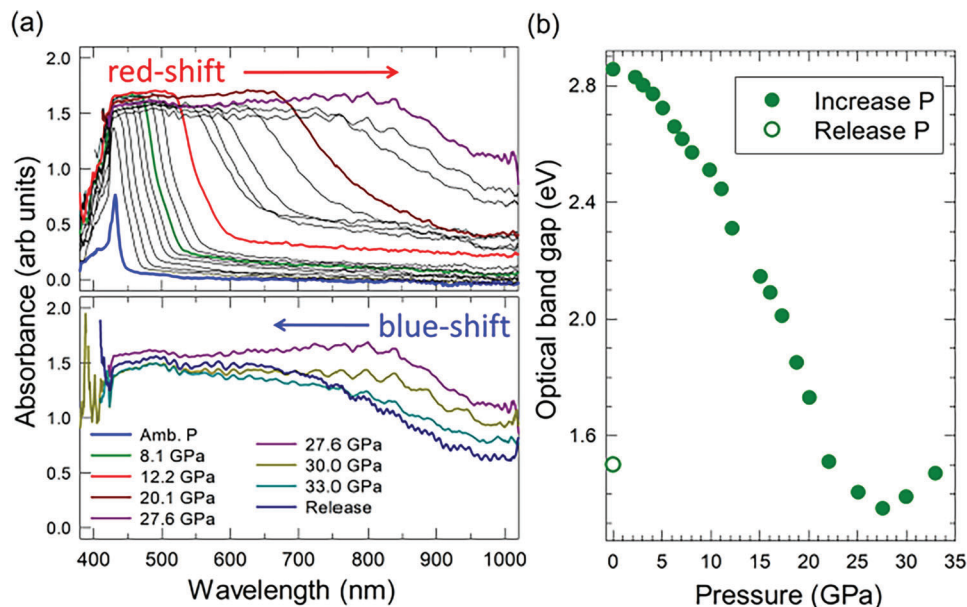 (a)
2.0
1.5
1.0
0.5
0.0
red-shift
2.0
1.5
1.0
0.5
0.0
blue-shift
Amb. P
8.1 GPa
12.2 GPa
20.1 GPa
27.6 GPa
27.6 GPa
30.0 GPa
33.0 GPa
Release
Absorbance (arb units)
400 500 600 700 800 900 1000
Wavelength (nm)
(b)
Increase P
Release P
2.8
2.4
2.0
1.6
Optical band gap (eV)
0 5 10 15 20 25 30 35
Pressure (GPa)